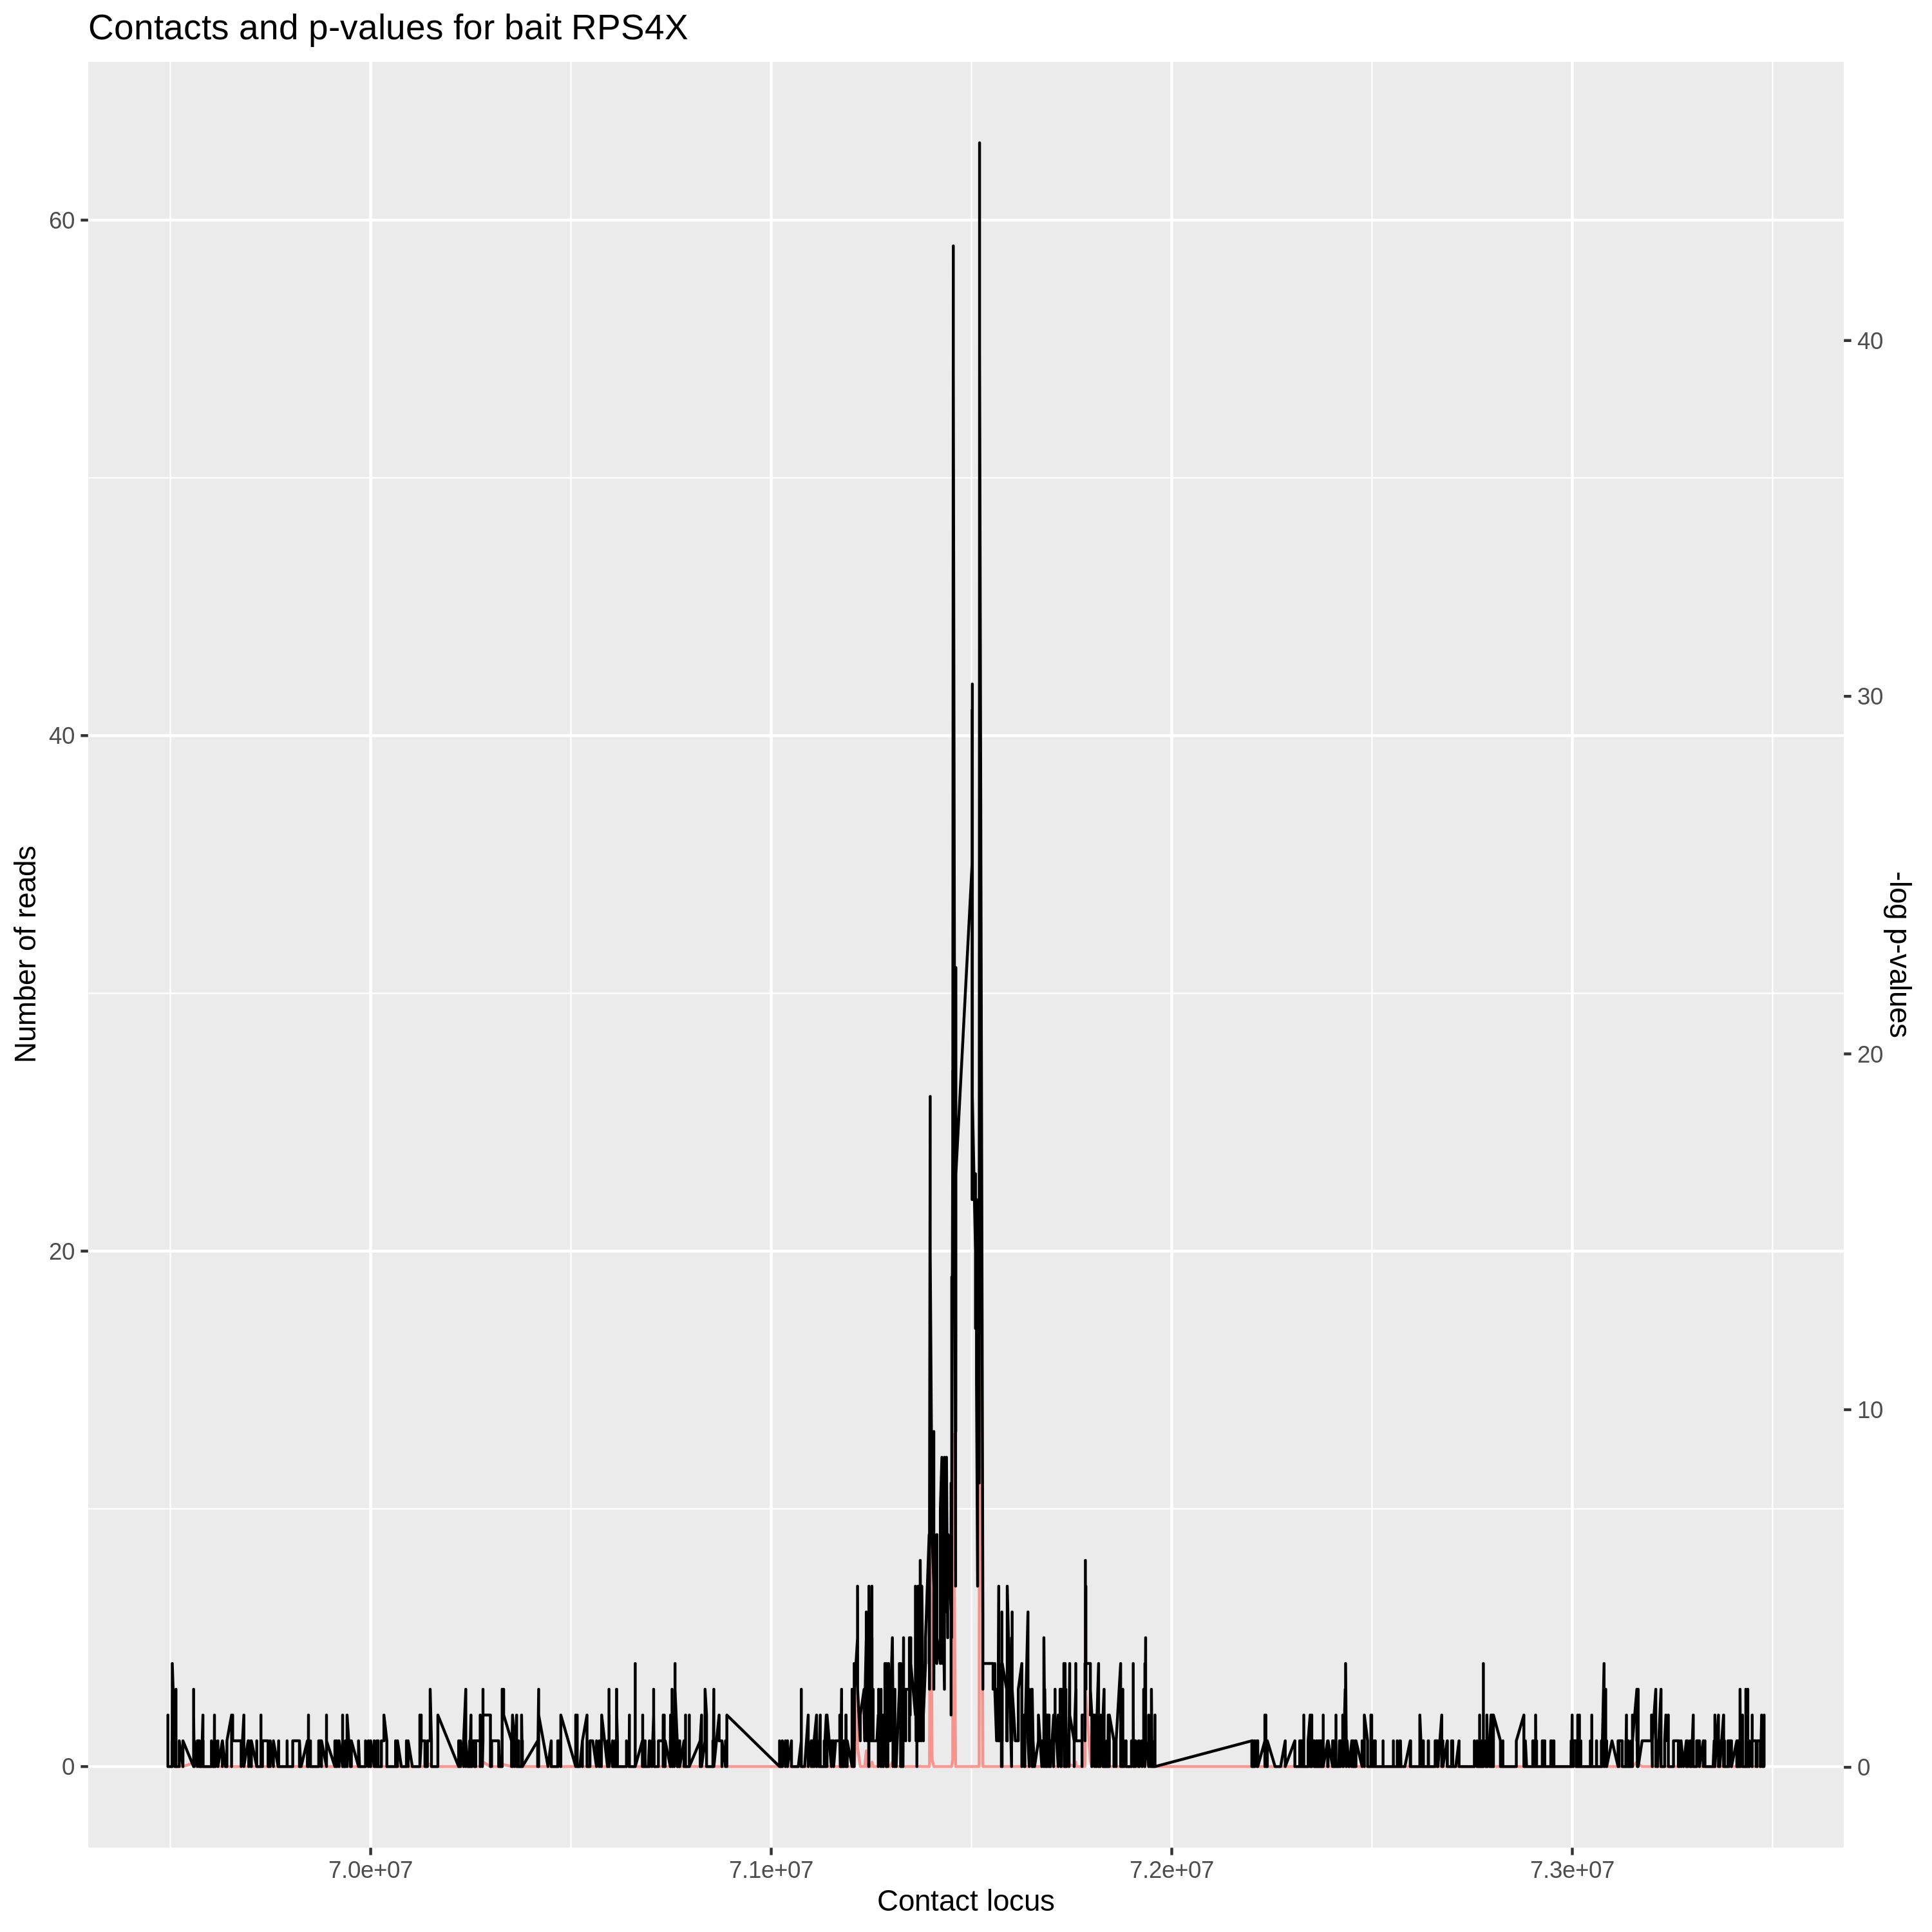 Contacts and p-values for bait RPS4X
60
40
20
0
Number of reads
40
30
20
10
0
-log p-values
7.0e+07
7.1e+07
7.2e+07
7.3e+07
Contact locus